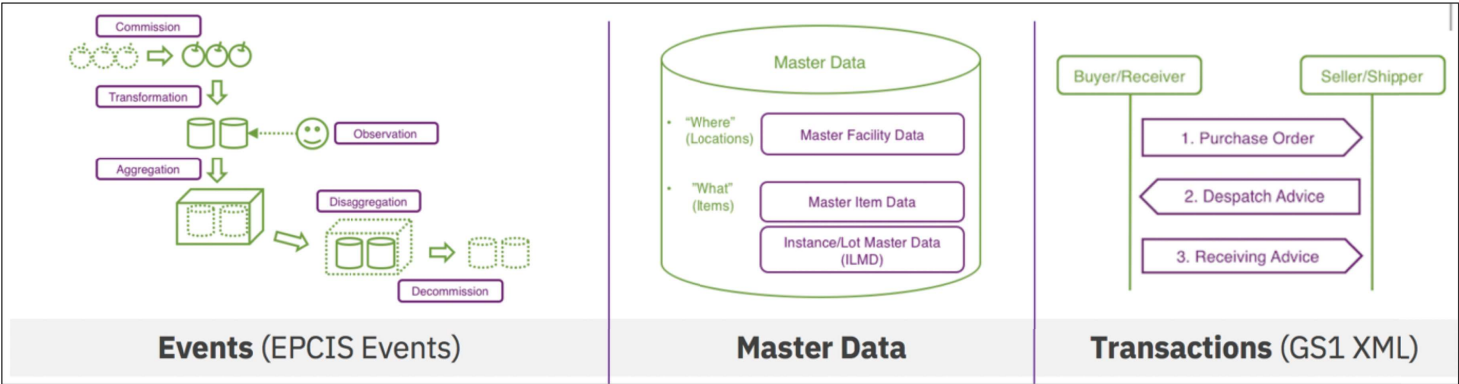 Commission
Transformation
Observation
Aggregation
Disaggregation
Decommission
Events (EPCIS Events)
Master Data
• "Where"
(Locations)
Master Facility Data
• "What"
(Items)
Master Item Data
Instance/Lot Master Data
(ILMD)
Master Data
Buyer/Receiver
Seller/Shipper
1. Purchase Order
2. Despatch Advice
3. Receiving Advice
Transactions (GS1 XML)